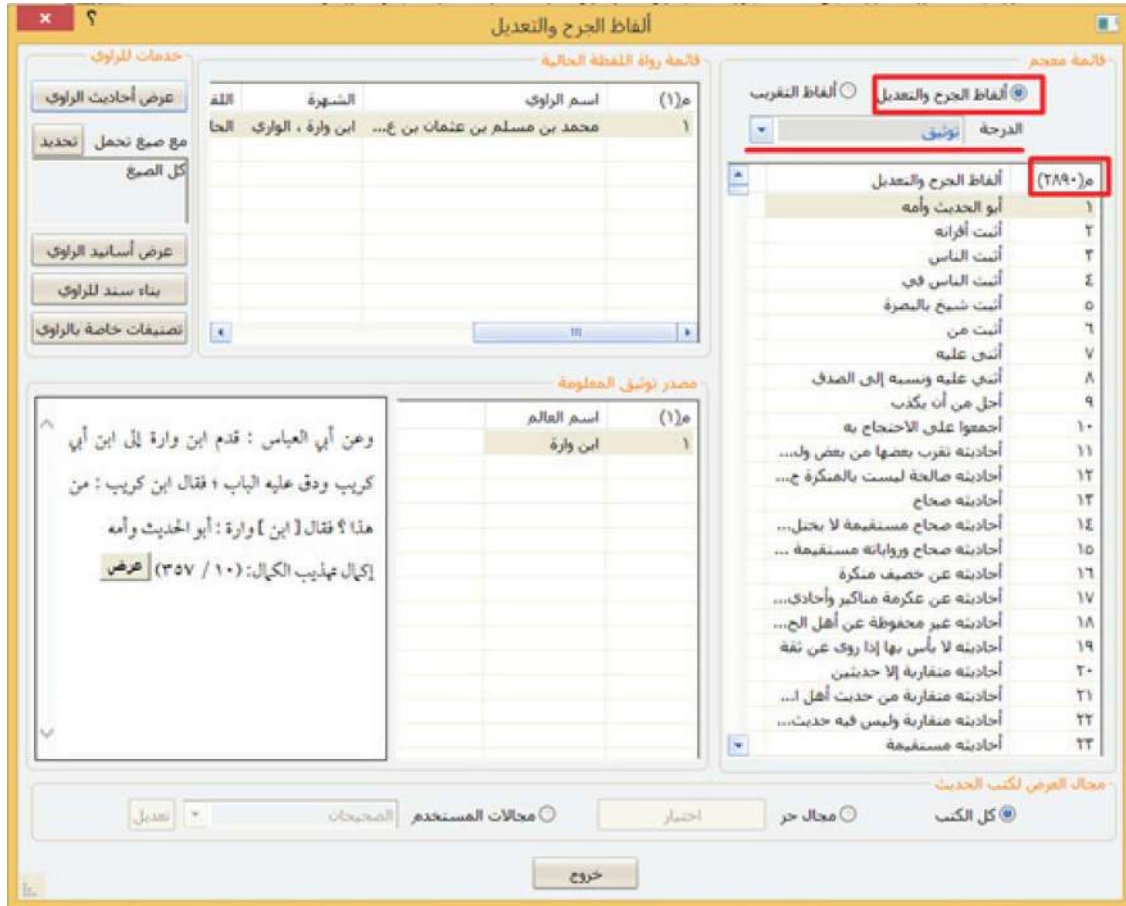 ألفاظ الجرح والتعديل
؟
قائمة معجم
ألفاظ الجرح والتعديل
ألفاظ التقريب
الدرجة توثيق
م(٢٨٩٠) ألفاظ الجرح والتعديل
١ أبو الحديث وأمه
٢ أثبت أقرانه
٣ أثبت الناس
٤ أثبت الناس في
٥ أثبت شيخ بالبصرة
٦ أثبت من
٧ أثنى عليه
٨ أثني عليه ونسبه إلى الصدق
٩ أجل من أن يكذب
١٠ أجمعوا على الاحتجاج به
١١ أحاديثه تقرب بعضها من بعض ول...
١٢ أحاديثه صالحة ليست بالمنكرة ج...
١٣ أحاديثه صحاح
١٤ أحاديثه صحاح مستقيمة لا يختل...
١٥ أحاديثه صحاح ورواياته مستقيمة ...
١٦ أحاديثه عن خصيف منكرة
١٧ أحاديثه عن عكرمة مناكير وأحادي...
١٨ أحاديثه غير محفوظة عن أهل الح...
١٩ أحاديثه لا بأس بها إذا روى عن ثقة
٢٠ أحاديثه متقاربة إلا حديثين
٢١ أحاديثه متقاربة من حديث أهل ا...
٢٢ أحاديثه متقاربة وليس فيه حديث...
٢٣ أحاديثه مستقيمة
قائمة رواة اللفظة الحالية
م(١) اسم الراوي الشهرة اللق
١ محمد بن مسلم بن عثمان بن ع... ابن وارة ، الواري الحا
خدمات للراوي
عرض أحاديث الراوي
مع صيغ تحمل تحديد
كل الصيغ
عرض أسانيد الراوي
بناء سند للراوي
تصنيفات خاصة بالراوي
مصدر توثيق المعلومة
م(١) اسم العالم
١ ابن وارة
وعن أبي العباس : قدم ابن وارة إلى ابن أبي
كريب ودق عليه الباب ؛ فقال ابن كريب : من
هذا ؟ فقال [ ابن ] وارة : أبو الحديث وأمه
إكمال تهذيب الكمال: (١٠ / ٣٥٧) عرض
مجال العرض لكتب الحديث
كل الكتب
مجال حر
اختيار
مجالات المستخدم
الصحيحات
تعديل
خروج